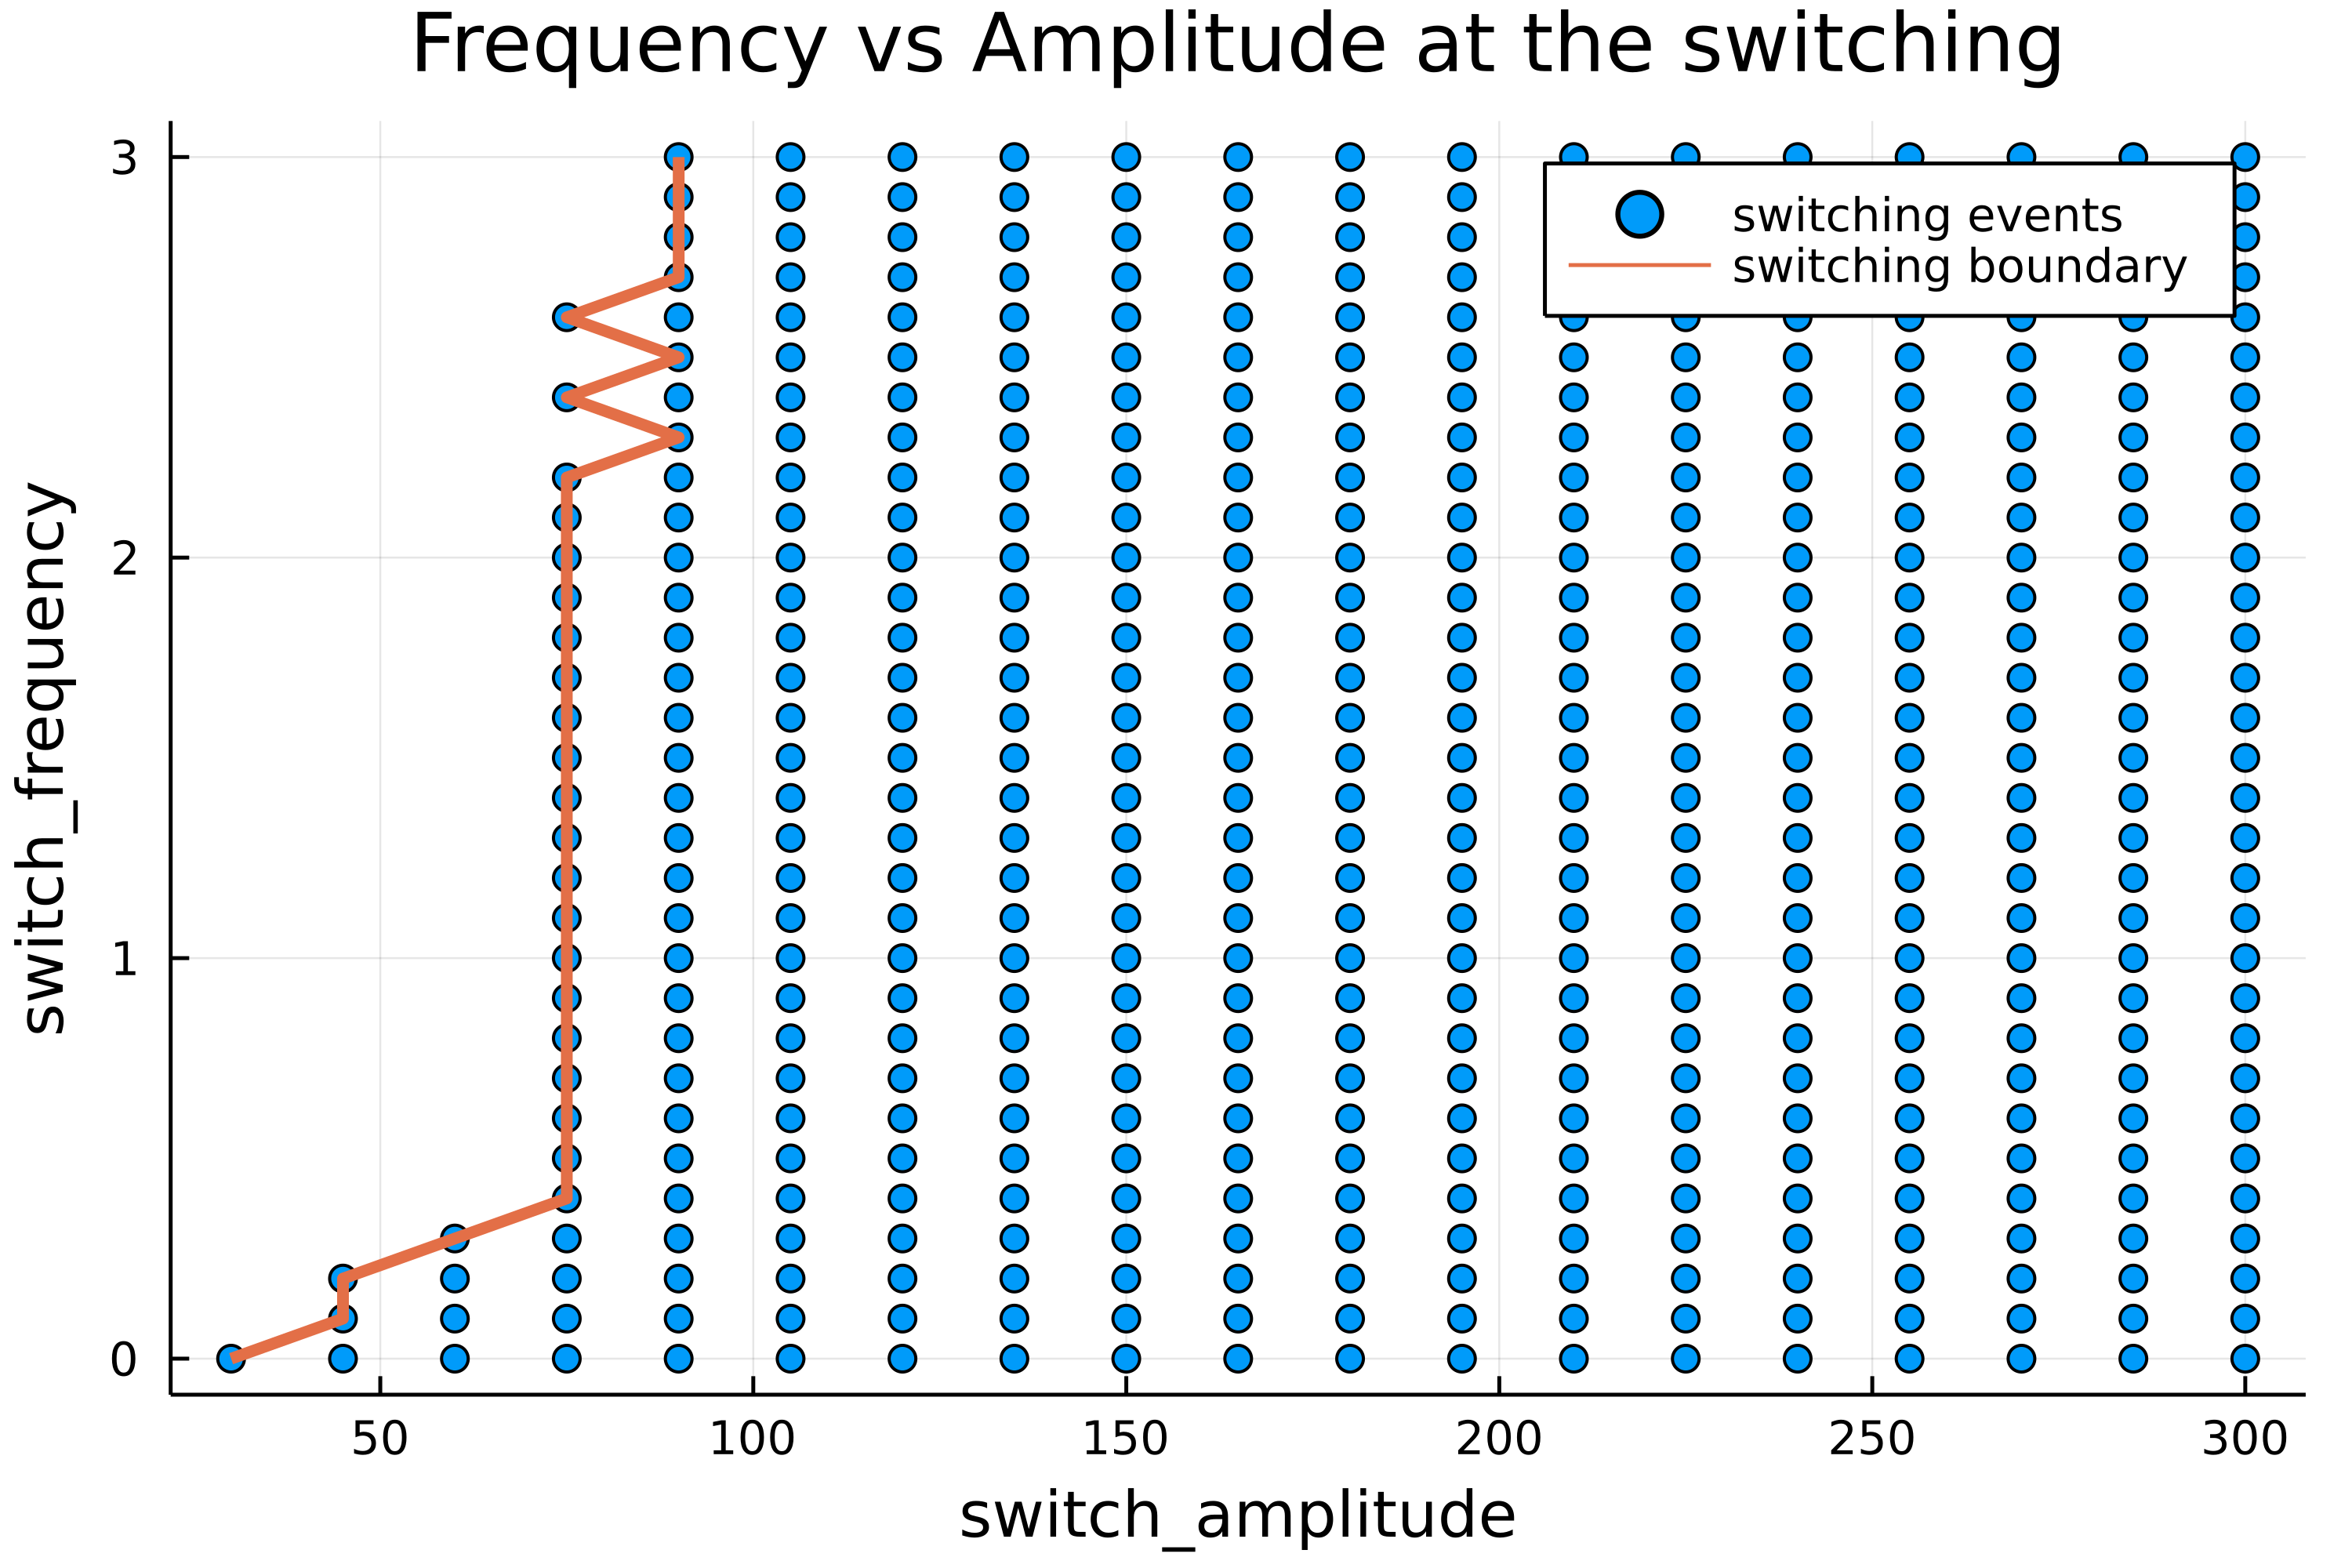 Frequency vs Amplitude at the switching
switching events
switching boundary
switch_frequency
3
2
1
0
50 100 150 200 250 300
switch_amplitude